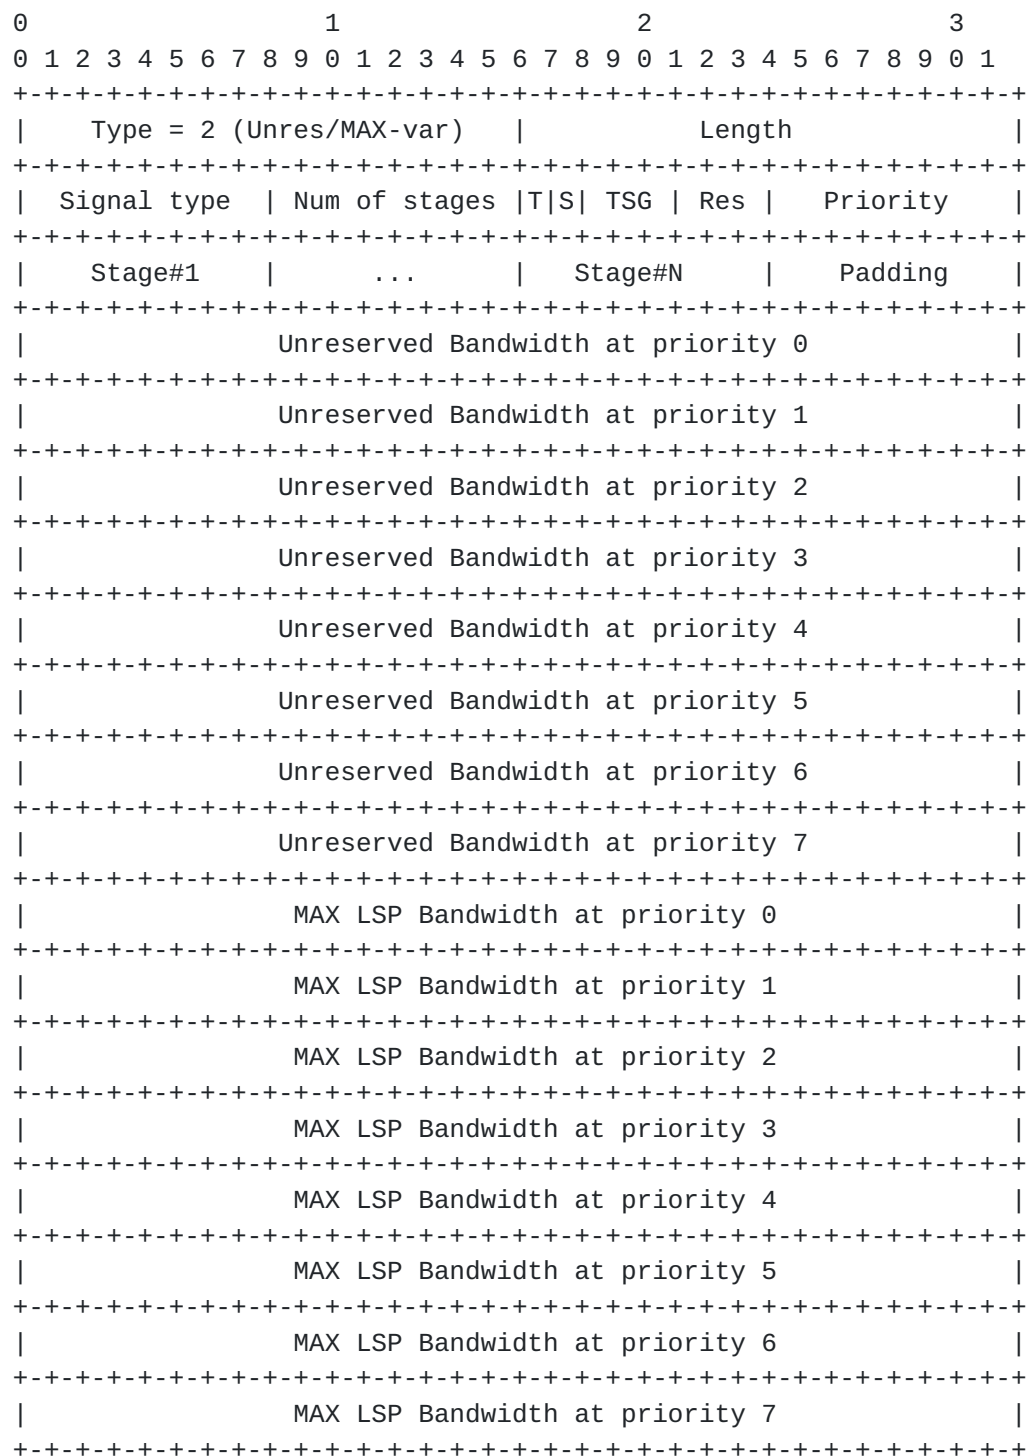 0                   1                   2                   3
0 1 2 3 4 5 6 7 8 9 0 1 2 3 4 5 6 7 8 9 0 1 2 3 4 5 6 7 8 9 0 1
+-+-+-+-+-+-+-+-+-+-+-+-+-+-+-+-+-+-+-+-+-+-+-+-+-+-+-+-+-+-+-+-+
|    Type = 2 (Unres/MAX-var)   |           Length              |
+-+-+-+-+-+-+-+-+-+-+-+-+-+-+-+-+-+-+-+-+-+-+-+-+-+-+-+-+-+-+-+-+
|  Signal type  | Num of stages |T|S| TSG | Res |   Priority    |
+-+-+-+-+-+-+-+-+-+-+-+-+-+-+-+-+-+-+-+-+-+-+-+-+-+-+-+-+-+-+-+-+
|    Stage#1    |      ...      |   Stage#N     |    Padding    |
+-+-+-+-+-+-+-+-+-+-+-+-+-+-+-+-+-+-+-+-+-+-+-+-+-+-+-+-+-+-+-+-+
|                Unreserved Bandwidth at priority 0             |
+-+-+-+-+-+-+-+-+-+-+-+-+-+-+-+-+-+-+-+-+-+-+-+-+-+-+-+-+-+-+-+-+
|                Unreserved Bandwidth at priority 1             |
+-+-+-+-+-+-+-+-+-+-+-+-+-+-+-+-+-+-+-+-+-+-+-+-+-+-+-+-+-+-+-+-+
|                Unreserved Bandwidth at priority 2             |
+-+-+-+-+-+-+-+-+-+-+-+-+-+-+-+-+-+-+-+-+-+-+-+-+-+-+-+-+-+-+-+-+
|                Unreserved Bandwidth at priority 3             |
+-+-+-+-+-+-+-+-+-+-+-+-+-+-+-+-+-+-+-+-+-+-+-+-+-+-+-+-+-+-+-+-+
|                Unreserved Bandwidth at priority 4             |
+-+-+-+-+-+-+-+-+-+-+-+-+-+-+-+-+-+-+-+-+-+-+-+-+-+-+-+-+-+-+-+-+
|                Unreserved Bandwidth at priority 5             |
+-+-+-+-+-+-+-+-+-+-+-+-+-+-+-+-+-+-+-+-+-+-+-+-+-+-+-+-+-+-+-+-+
|                Unreserved Bandwidth at priority 6             |
+-+-+-+-+-+-+-+-+-+-+-+-+-+-+-+-+-+-+-+-+-+-+-+-+-+-+-+-+-+-+-+-+
|                Unreserved Bandwidth at priority 7             |
+-+-+-+-+-+-+-+-+-+-+-+-+-+-+-+-+-+-+-+-+-+-+-+-+-+-+-+-+-+-+-+-+
|                 MAX LSP Bandwidth at priority 0               |
+-+-+-+-+-+-+-+-+-+-+-+-+-+-+-+-+-+-+-+-+-+-+-+-+-+-+-+-+-+-+-+-+
|                 MAX LSP Bandwidth at priority 1               |
+-+-+-+-+-+-+-+-+-+-+-+-+-+-+-+-+-+-+-+-+-+-+-+-+-+-+-+-+-+-+-+-+
|                 MAX LSP Bandwidth at priority 2               |
+-+-+-+-+-+-+-+-+-+-+-+-+-+-+-+-+-+-+-+-+-+-+-+-+-+-+-+-+-+-+-+-+
|                 MAX LSP Bandwidth at priority 3               |
+-+-+-+-+-+-+-+-+-+-+-+-+-+-+-+-+-+-+-+-+-+-+-+-+-+-+-+-+-+-+-+-+
|                 MAX LSP Bandwidth at priority 4               |
+-+-+-+-+-+-+-+-+-+-+-+-+-+-+-+-+-+-+-+-+-+-+-+-+-+-+-+-+-+-+-+-+
|                 MAX LSP Bandwidth at priority 5               |
+-+-+-+-+-+-+-+-+-+-+-+-+-+-+-+-+-+-+-+-+-+-+-+-+-+-+-+-+-+-+-+-+
|                 MAX LSP Bandwidth at priority 6               |
+-+-+-+-+-+-+-+-+-+-+-+-+-+-+-+-+-+-+-+-+-+-+-+-+-+-+-+-+-+-+-+-+
|                 MAX LSP Bandwidth at priority 7               |
+-+-+-+-+-+-+-+-+-+-+-+-+-+-+-+-+-+-+-+-+-+-+-+-+-+-+-+-+-+-+-+-+